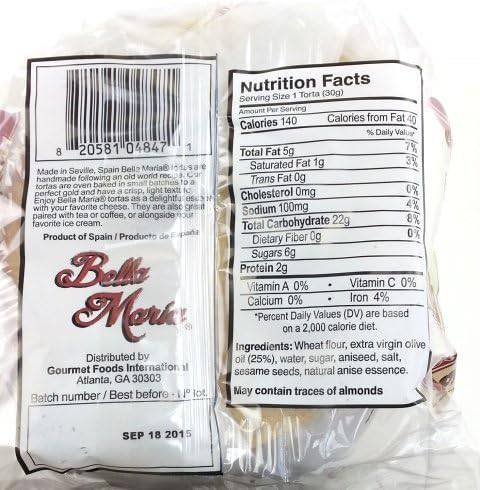 8 20581 04847 1
Made in Seville, Spain Bella Maria® tortas are
handmade following an old world recipe. Our
tortas are oven baked in small batches to a
perfect gold and have a crisp, light
Enjoy Bella Maria® tortas as a delightful
with your favorite cheese. They are also great
paired with tea or coffee, or alongside your
favorite ice cream.
Product of Spain / Producto de España
Bella
Maria®
Distributed by
Gourmet Foods International
Atlanta, GA 30303
Batch number / Best before - Nº lot.
SEP 18 2015
Nutrition Facts
Serving Size 1 Torta (30g)
Amount Per Serving
Calories 140 Calories from Fat 40
% Daily Value*
Total Fat 5g 7%
Saturated Fat 1g 3%
Trans Fat 0g
Cholesterol 0mg 0%
Sodium 100mg 4%
Total Carbohydrate 22g 8%
Dietary Fiber 0g 0%
Sugars 6g
Protein 2g
Vitamin A 0% • Vitamin C 0%
Calcium 0% • Iron 4%
*Percent Daily Values (DV) are based
on a 2,000 calorie diet.
Ingredients: Wheat flour, extra virgin olive
oil (25%), water, sugar, aniseed, salt,
sesame seeds, natural anise essence.
May contain traces of almonds